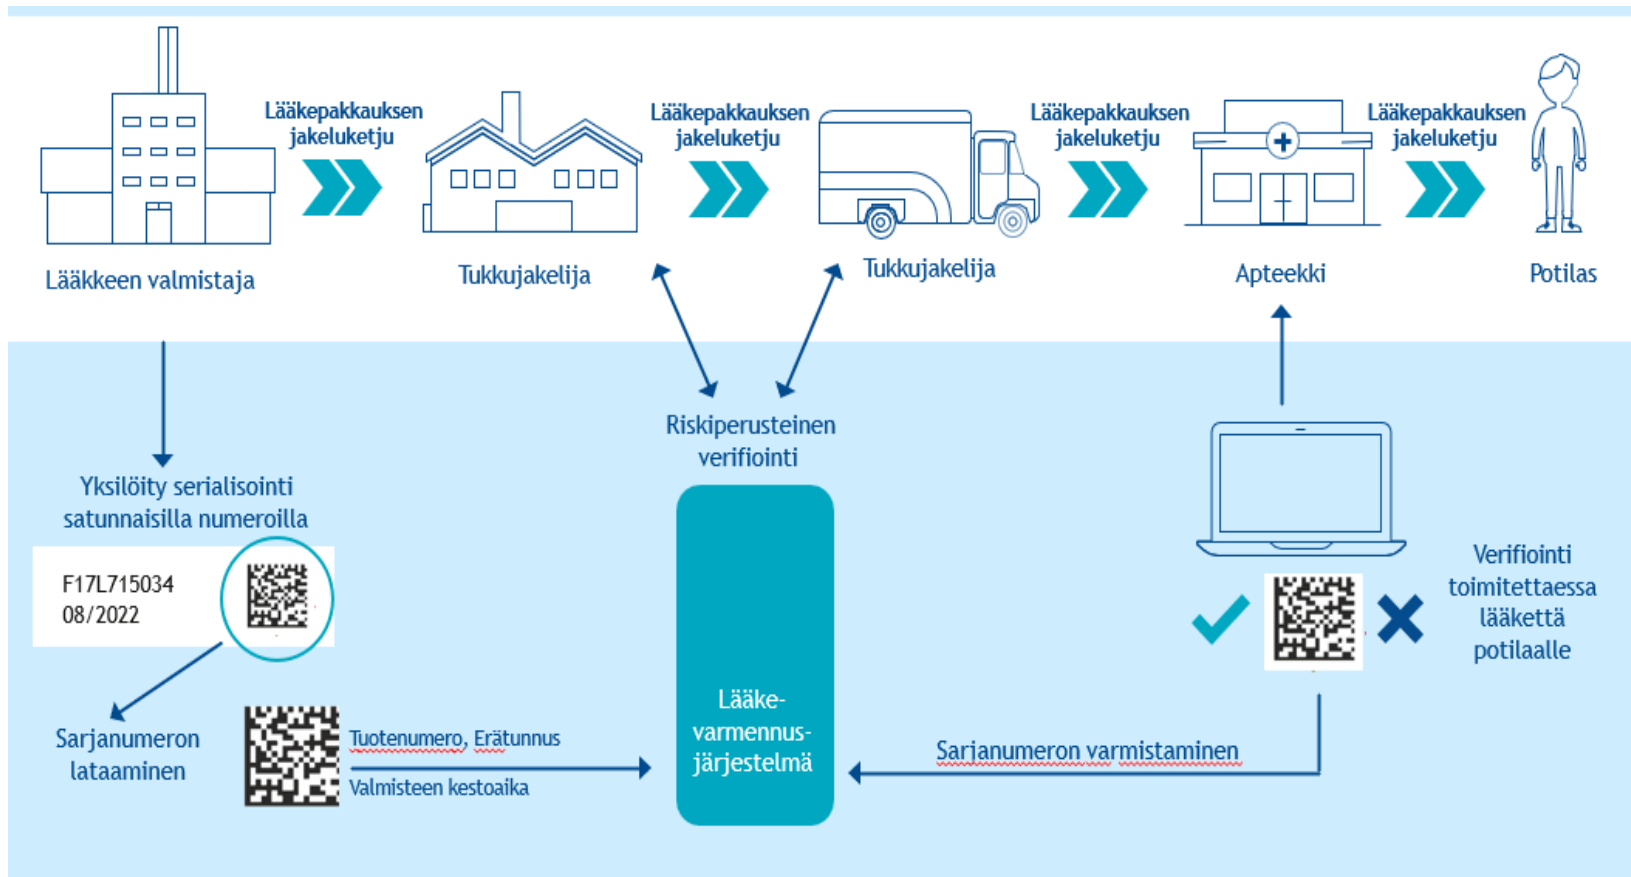 Lääkepakkauksen
jakeluketju
Lääkepakkauksen
jakeluketju
Lääkepakkauksen
jakeluketju
Lääkepakkauksen
jakeluketju
Lääkkeen valmistaja
Tukkujakelija
Tukkujakelija
Apteekki
Potilas
Riskiperusteinen
verifiointi
Yksilöity serialisointi
satunnaisilla numeroilla
F17L715034
08/2022
Sarjanumeron
lataaminen
Tuotenumero, Erätunnus
Valmisteen kestoaika
Lääke-
varmennus-
järjestelmä
Sarjanumeron varmistaminen
Verifiointi
toimitettaessa
lääkettä
potilaalle